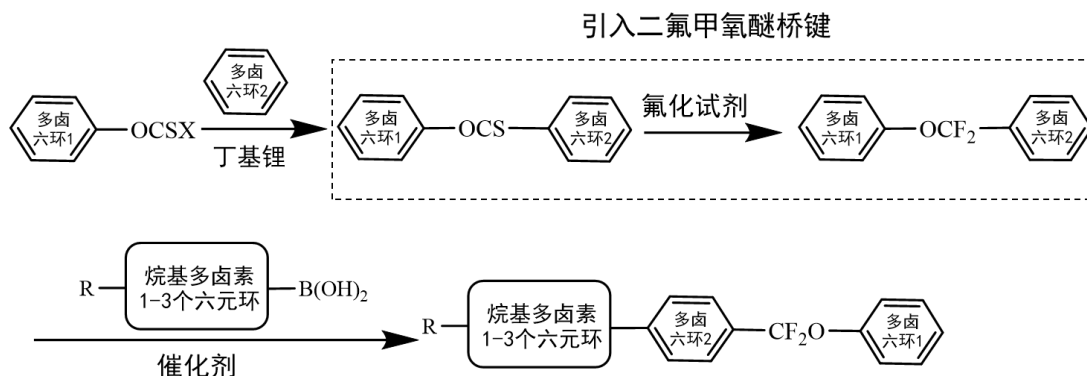 引入二氟甲氧醚桥键
多卤
六环1
OCSX
多卤
六环2
丁基锂
多卤
六环1
OCS
多卤
六环2
氟化试剂
多卤
六环1
OCF₂
多卤
六环2
R
烷基多卤素
1-3个六元环
B(OH)₂
催化剂
R
烷基多卤素
1-3个六元环
多卤
六环2
CF₂O
多卤
六环1